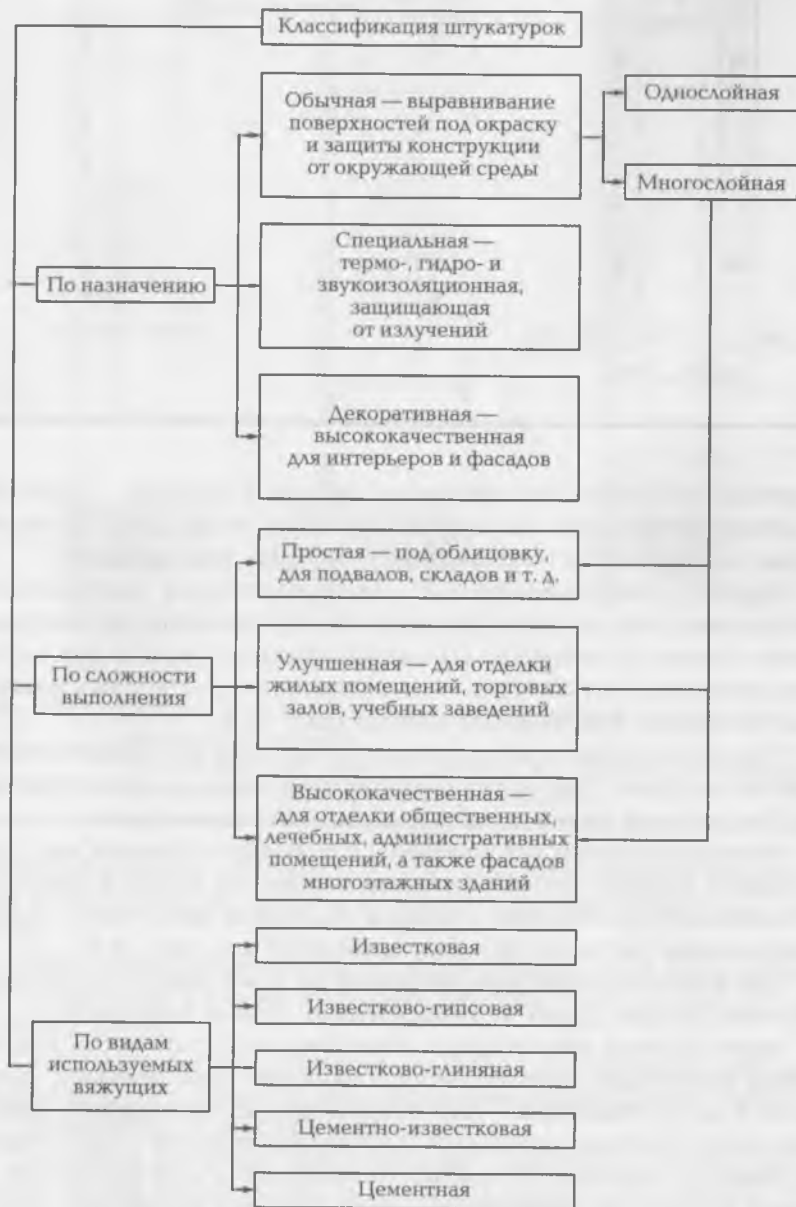 Классификация штукатурок
Обычная — выравнивание
поверхностей под окраску
и защиты конструкции
от окружающей среды
Однослойная
Многослойная
По назначению
Специальная —
термо-, гидро- и
звукоизоляционная,
защищающая
от излучений
Декоративная —
высококачественная
для интерьеров и фасадов
По сложности
выполнения
Простая — под облицовку,
для подвалов, складов и т. д.
Улучшенная — для отделки
жилых помещений, торговых
залов, учебных заведений
Высококачественная —
для отделки общественных,
лечебных, административных
помещений, а также фасадов
многоэтажных зданий
По видам
используемых
вяжущих
Известковая
Известково-гипсовая
Известково-глиняная
Цементно-известковая
Цементная